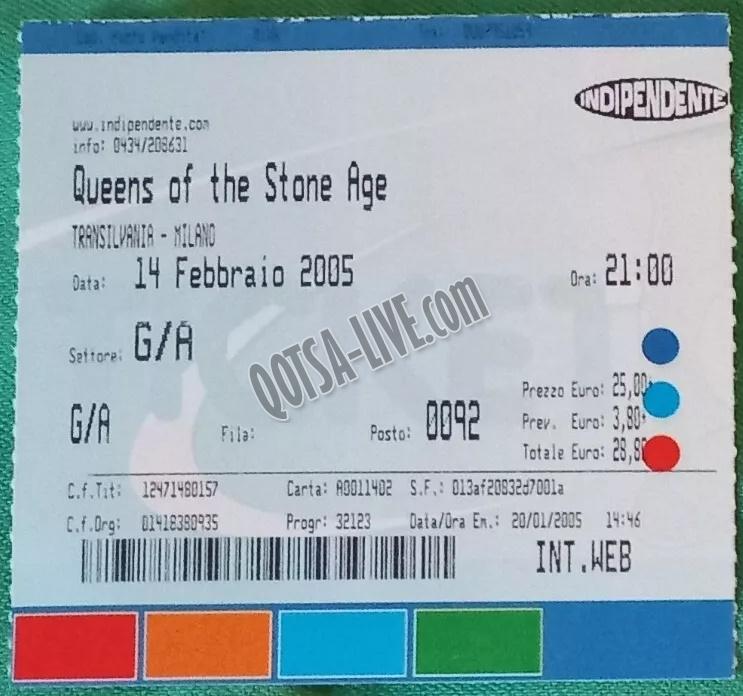 INDIPENDENTE
www.indipendente.com
info: 0434/208631
Queens of the Stone Age
TRANSILVANIA - MILANO
Data: 14 Febbraio 2005 Ora: 21:00
Settore: G/A
QOTSA-LIVE.com
Prezzo Euro: 25,00
G/A Fila: Posto: 0092 Prev. Euro: 3,80
Totale Euro: 28,8
C.f.Tit: 12471480157 Carta: A0011402 S.F.: 013af20832d7001a
C.f.Org: 01418380935 Progr: 32123 Data/Ora Em.: 20/01/2005 14:46
INT.WEB